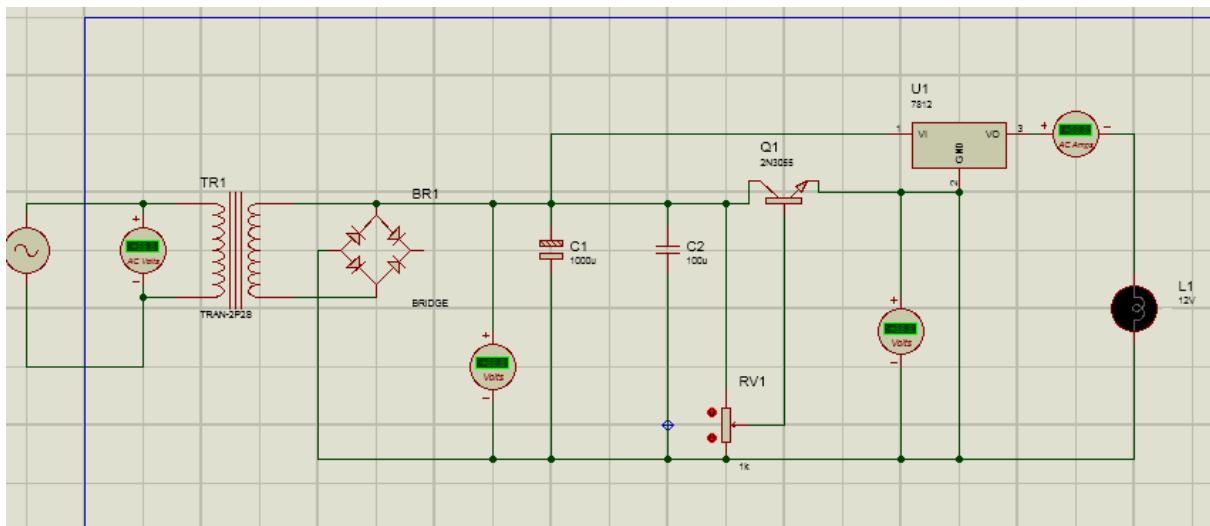 U1
7812
1
VI
VO
3
GND
2
+
-
AC Amps
Q1
2N3055
TR1
BR1
+
-
AC Volts
C1
1000u
C2
100u
L1
12V
TRAN-2P2S
BRIDGE
+
-
Volts
+
-
Volts
RV1
1k